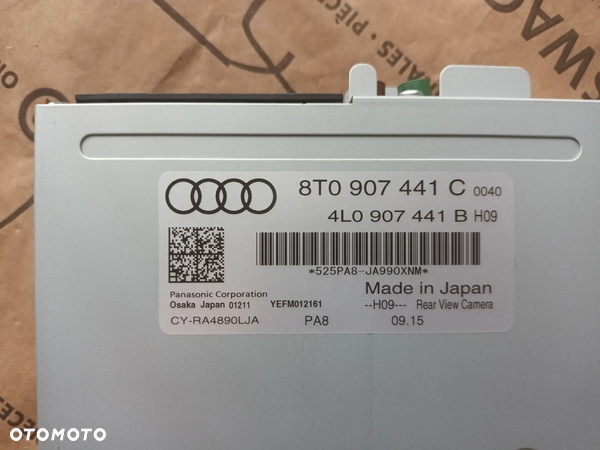 8T0 907 441 C 0040
4L0 907 441 B H09
*525PA8-JA990XNM*
Made in Japan
Panasonic Corporation
Osaka Japan 01211 YEFM012161
--H09--- Rear View Camera
CY-RA4890LJA PA8 09.15
OTOMOTO